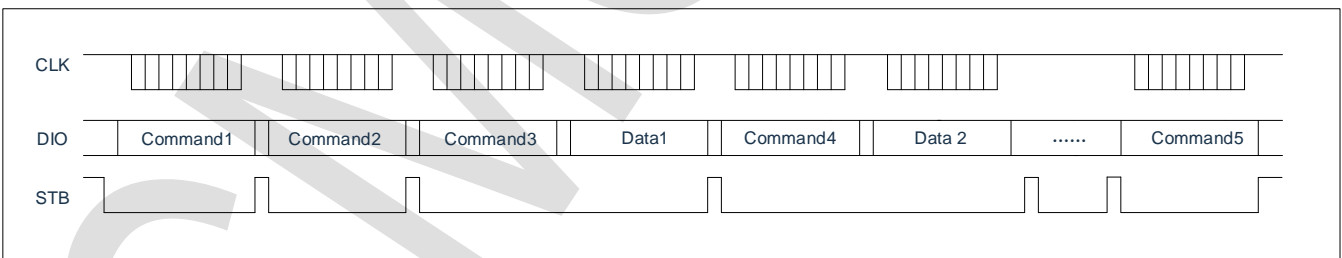 CLK
DIO Command1 Command2 Command3 Data1 Command4 Data 2 …… Command5
STB